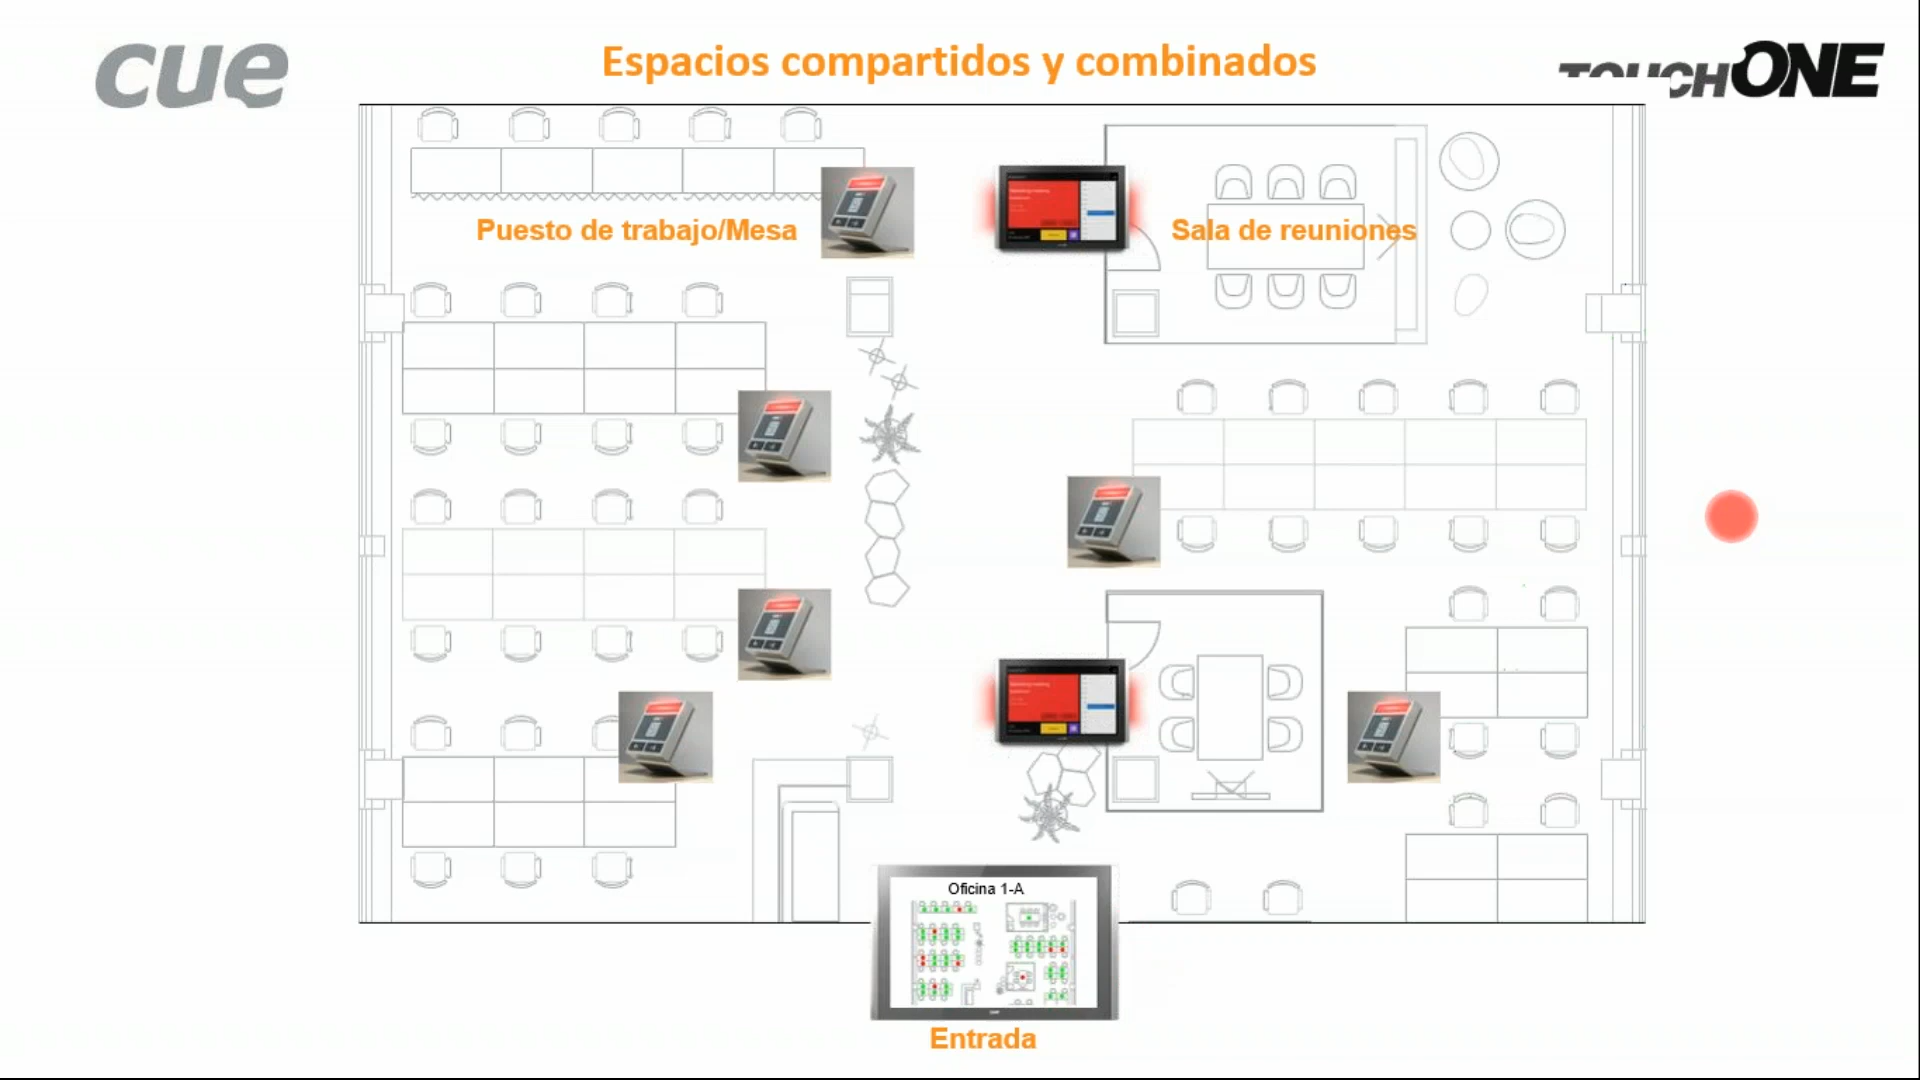 cue
Espacios compartidos y combinados
TOUCHONE
Puesto de trabajo/Mesa
Sala de reuniones
Oficina 1-A
Entrada